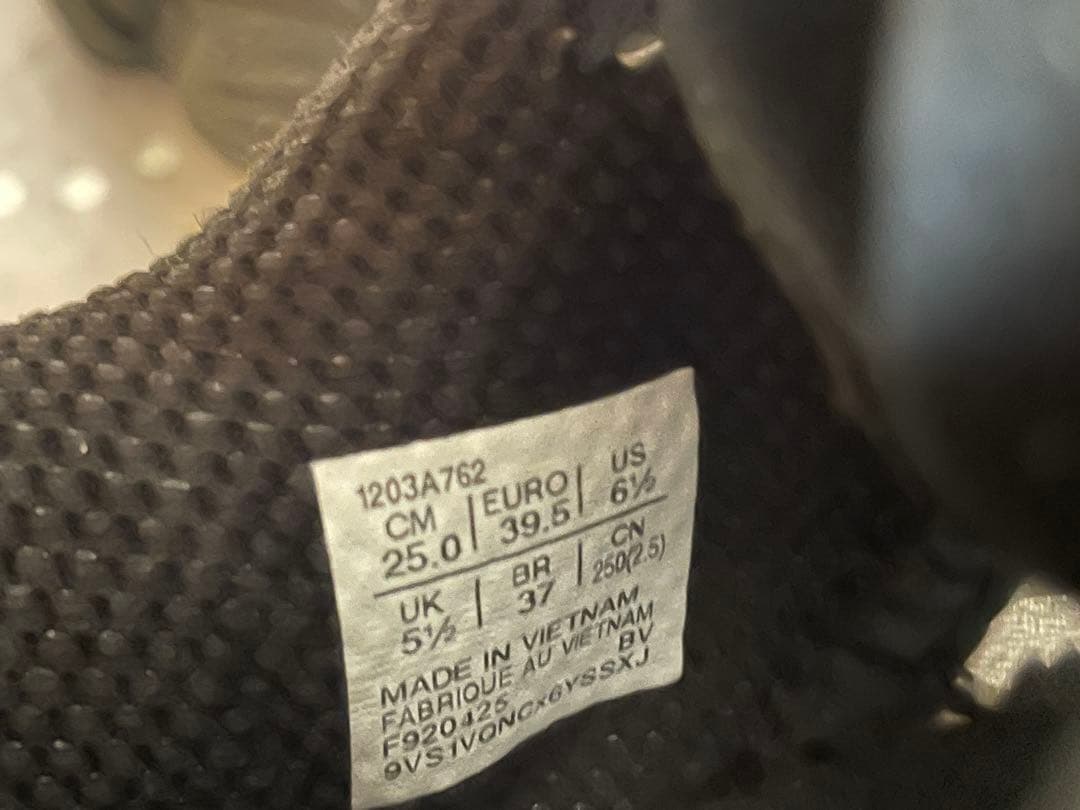 1203A762
CM EURO US
25.0 39.5 6½
UK BR CN
5½ 37 250(2.5)
MADE IN VIETNAM
FABRIQUE AU VIETNAM
F920425 BV